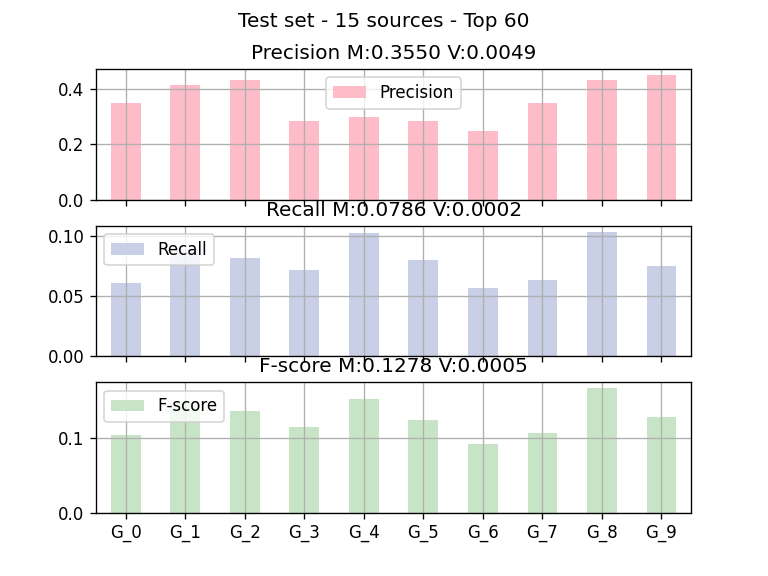 Test set - 15 sources - Top 60
Precision M:0.3550 V:0.0049
0.4
0.2
0.0
Precision
Recall M:0.0786 V:0.0002
0.10
0.05
0.00
Recall
F-score M:0.1278 V:0.0005
0.1
0.0
F-score
G_0 G_1 G_2 G_3 G_4 G_5 G_6 G_7 G_8 G_9